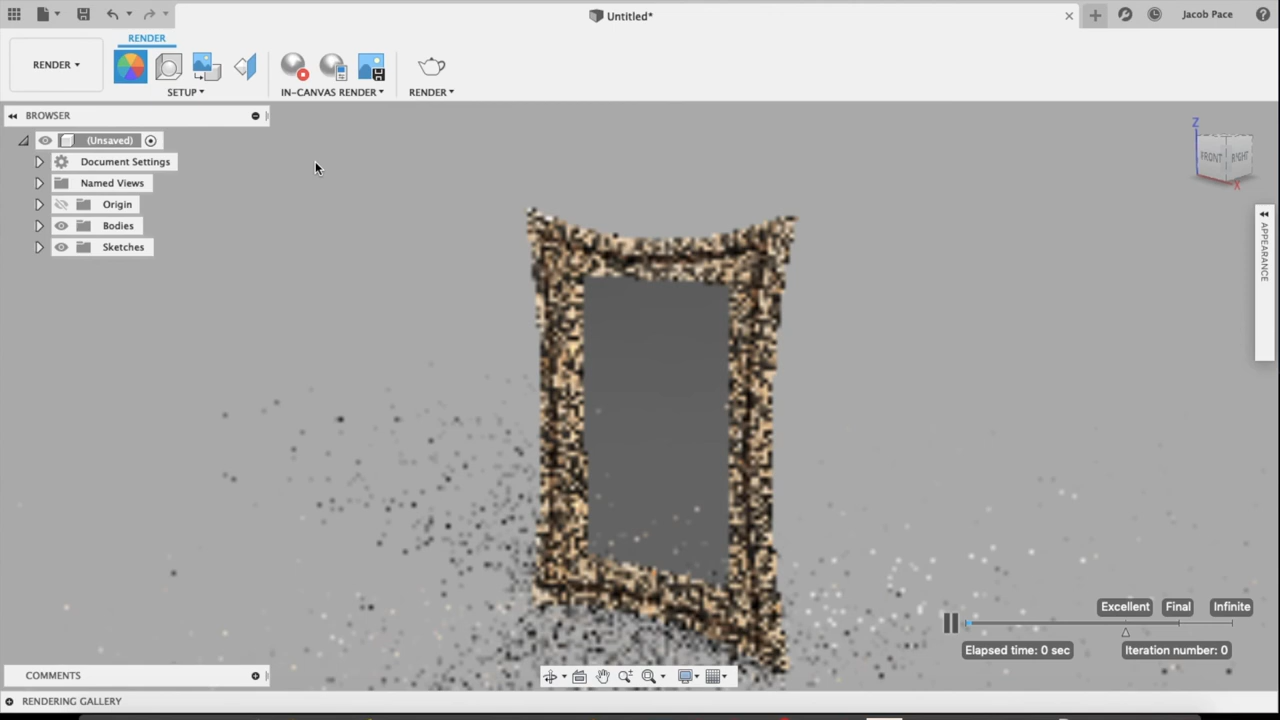 Untitled*
Jacob Pace
RENDER
RENDER
SETUP
IN-CANVAS RENDER
RENDER
BROWSER
(Unsaved)
Document Settings
Named Views
Origin
Bodies
Sketches
Z
FRONT
RIGHT
X
APPEARANCE
Excellent
Final
Infinite
Elapsed time: 0 sec
Iteration number: 0
COMMENTS
RENDERING GALLERY